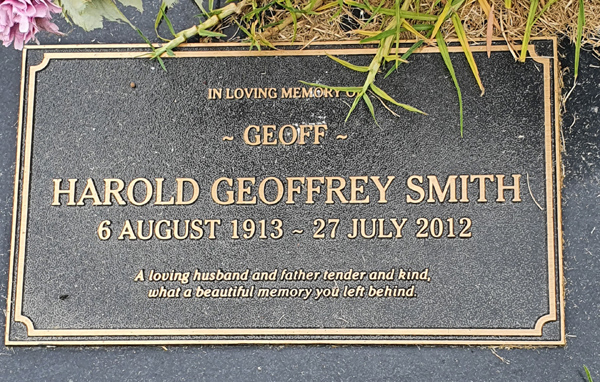 IN LOVING MEMORY OF
~ GEOFF ~
HAROLD GEOFFREY SMITH
6 AUGUST 1913 ~ 27 JULY 2012
A loving husband and father tender and kind,
what a beautiful memory you left behind.